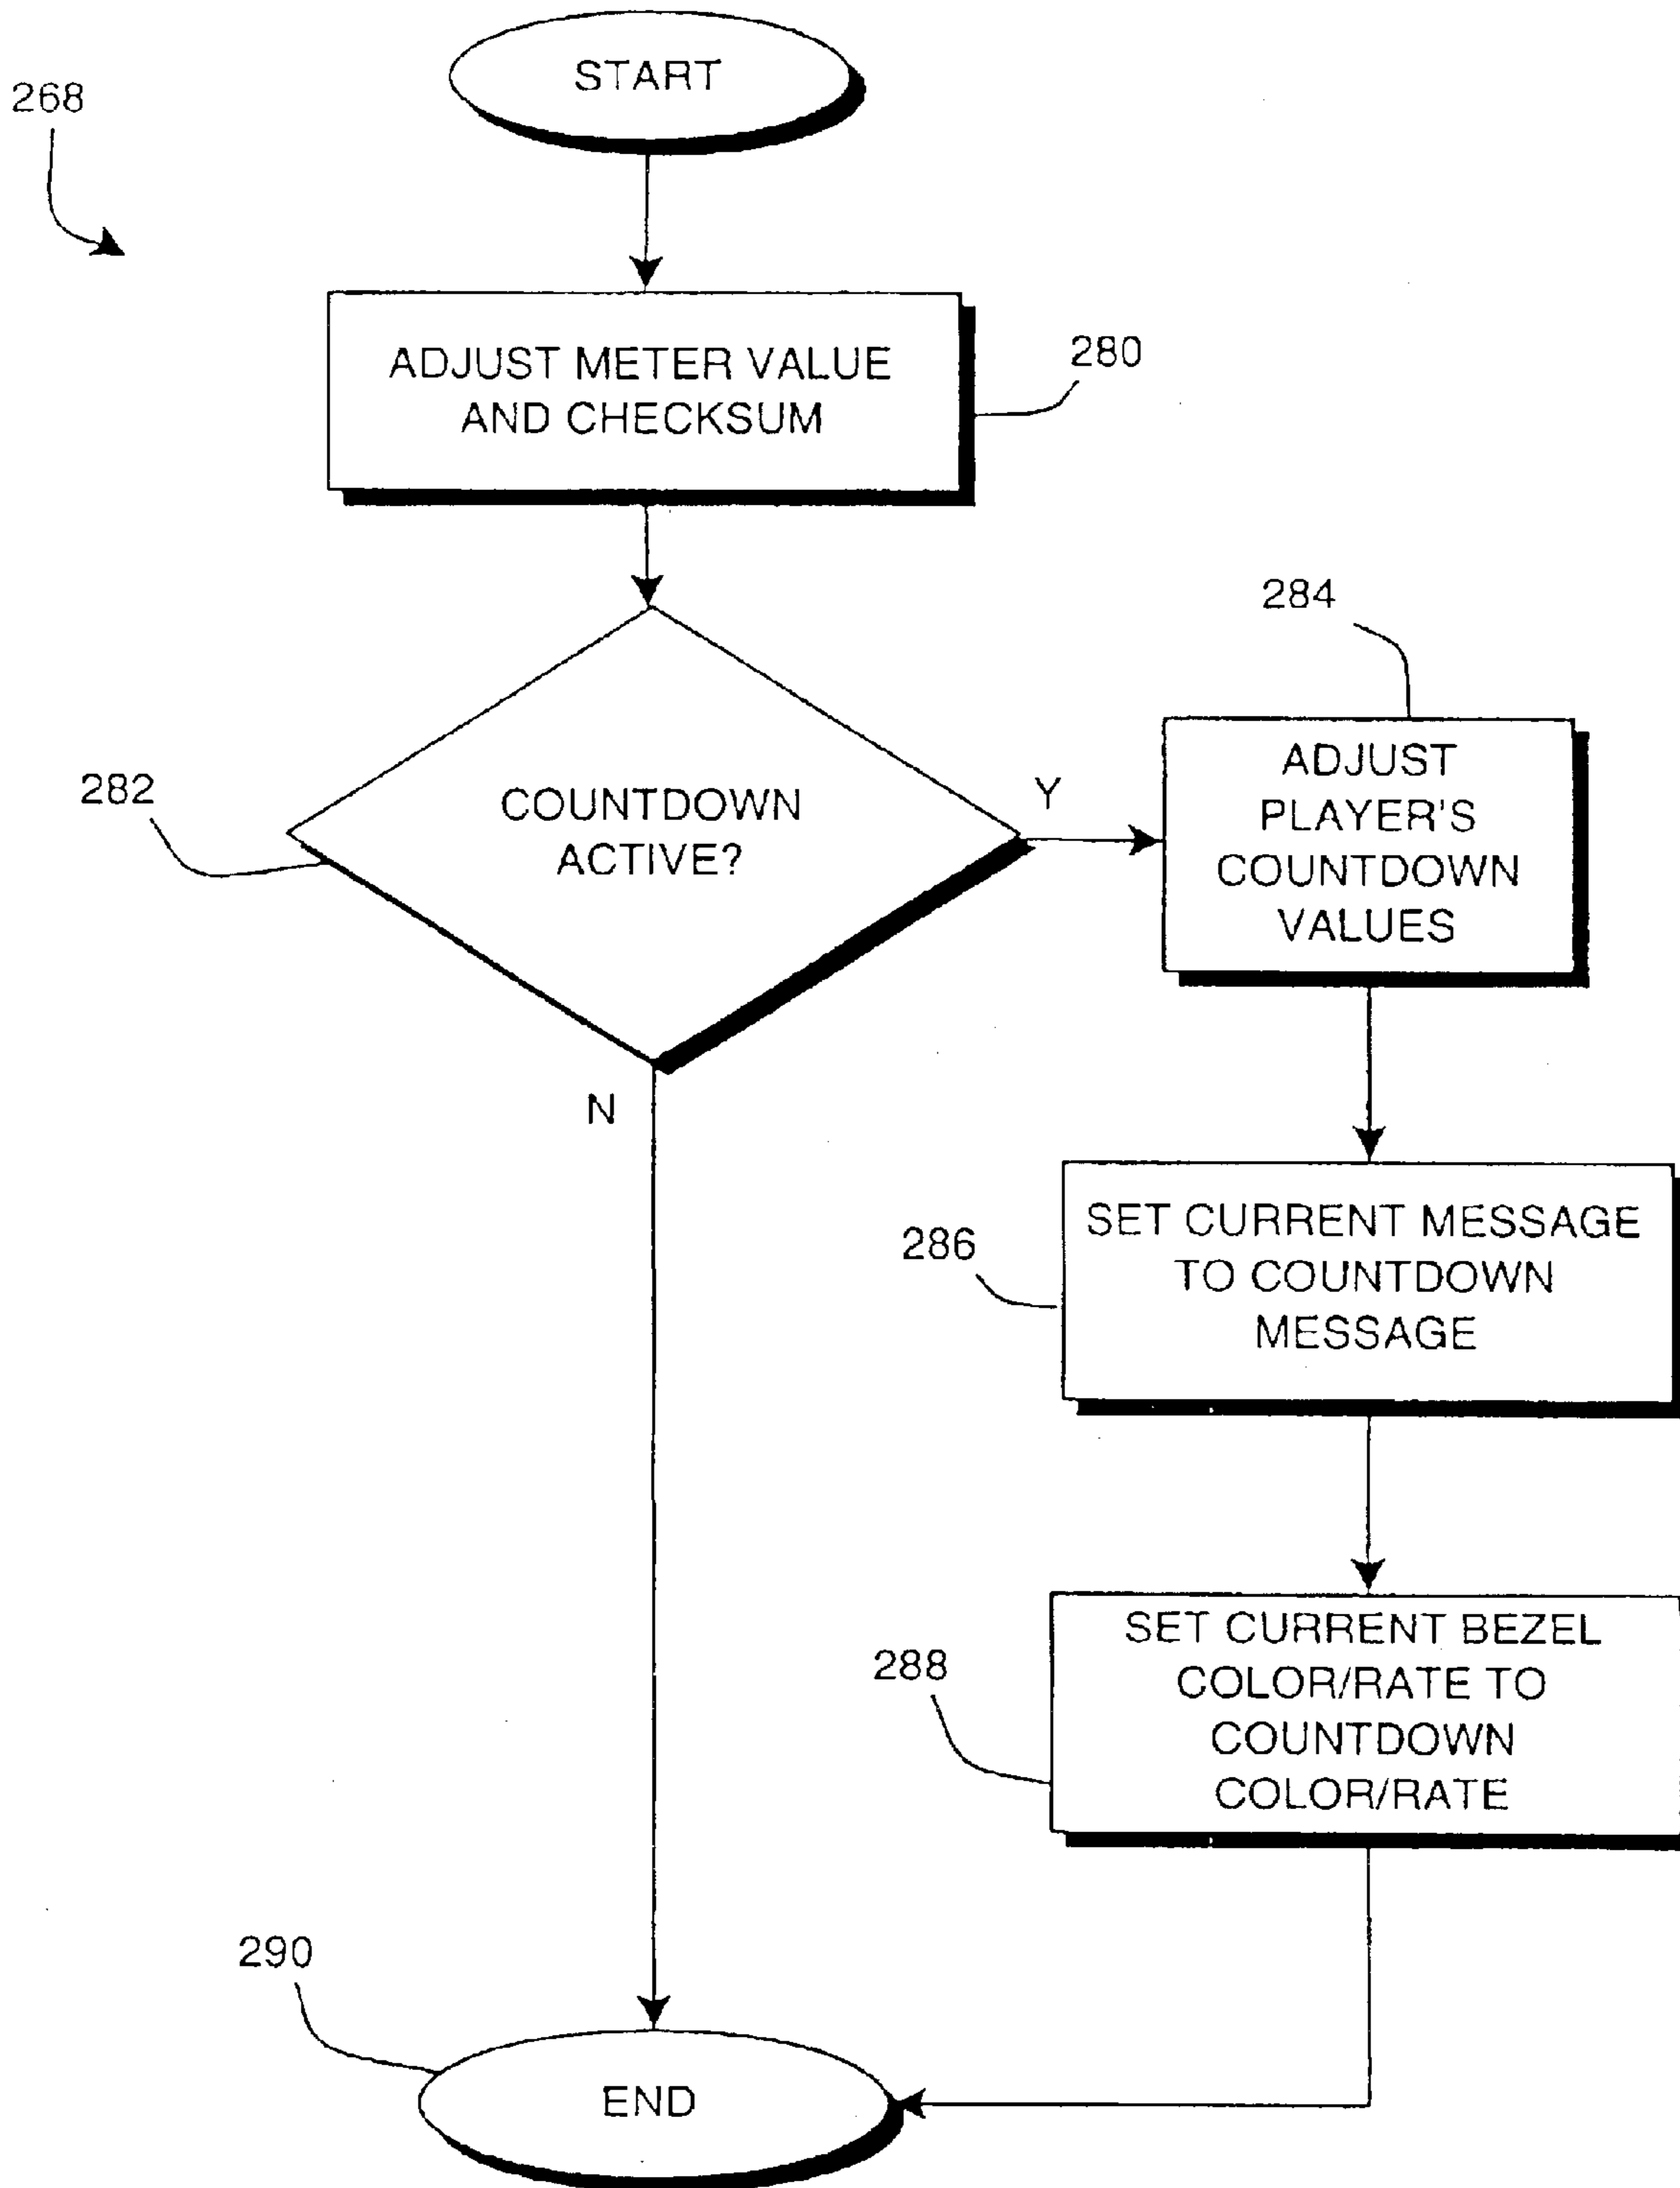 START
268
ADJUST METER VALUE
AND CHECKSUM
280
282
COUNTDOWN
ACTIVE?
Y
N
284
ADJUST
PLAYER'S
COUNTDOWN
VALUES
286
SET CURRENT MESSAGE
TO COUNTDOWN
MESSAGE
288
SET CURRENT BEZEL
COLOR/RATE TO
COUNTDOWN
COLOR/RATE
290
END